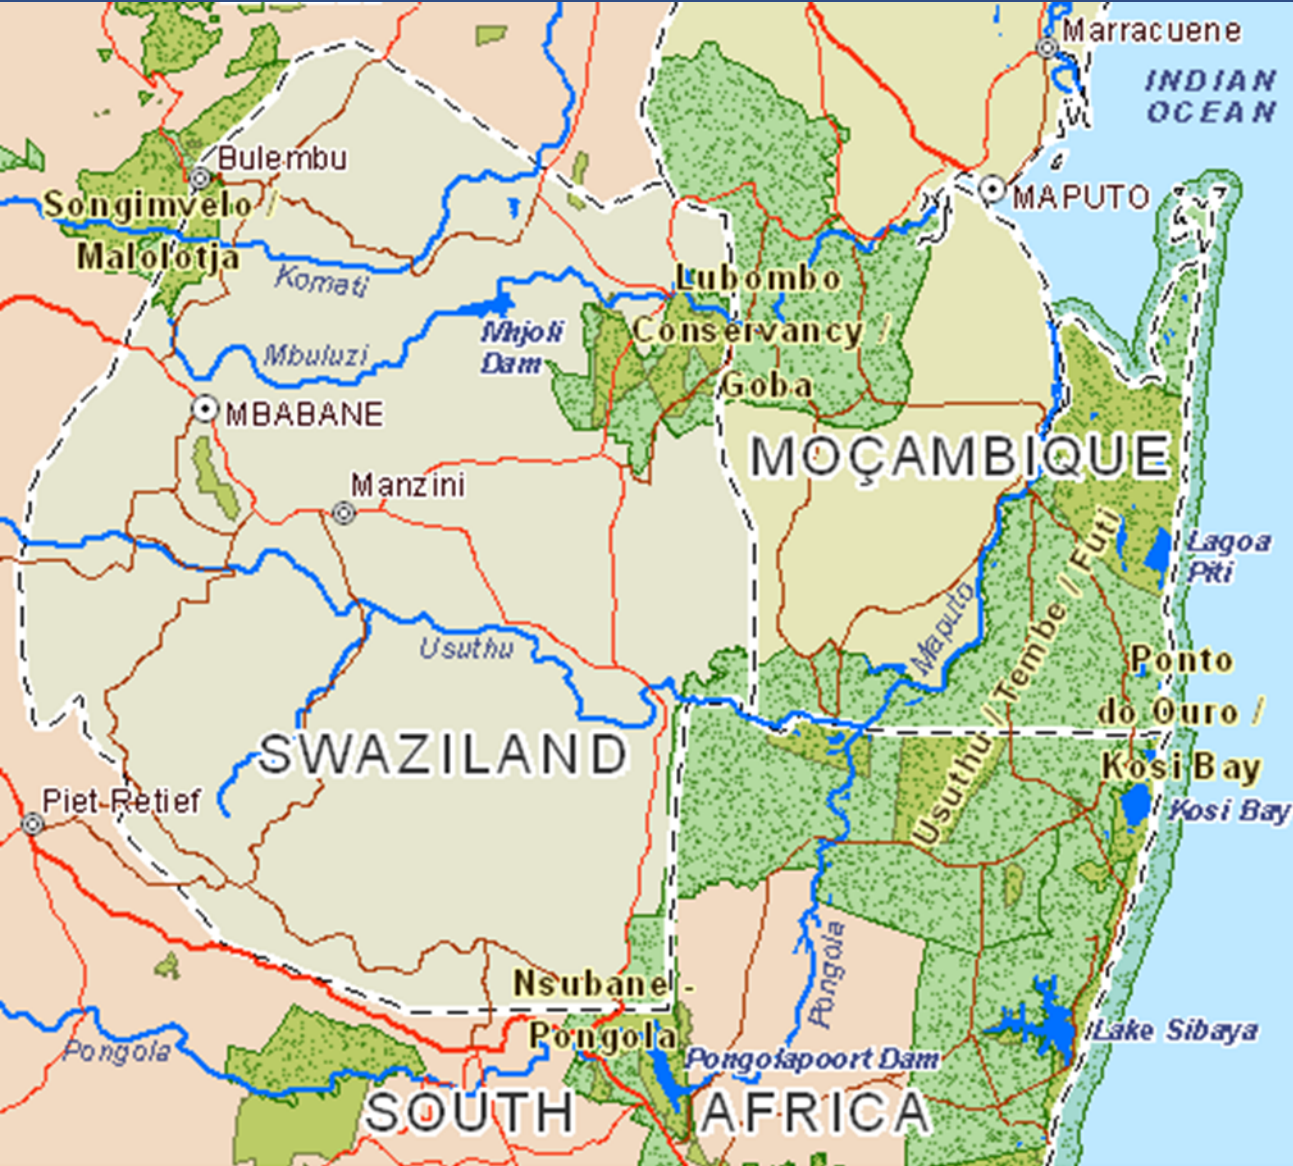 Marracuene
INDIAN
OCEAN
Bulembu
MAPUTO
Songimvelo /
Malolotja
Komati
Lubombo
Conservancy /
Goba
Mnjoli
Dam
Mbuluzi
MBABANE
MOÇAMBIQUE
Manzini
Lagoa
Piti
Usuthu / Tembe / Futi
Maputo
Usuthu
Ponto
do Ouro /
Kosi Bay
SWAZILAND
Piet Retief
Kosi Bay
Pongola
Nsubane -
Pongola
Lake Sibaya
Pongola
Pongolapoort Dam
SOUTH AFRICA